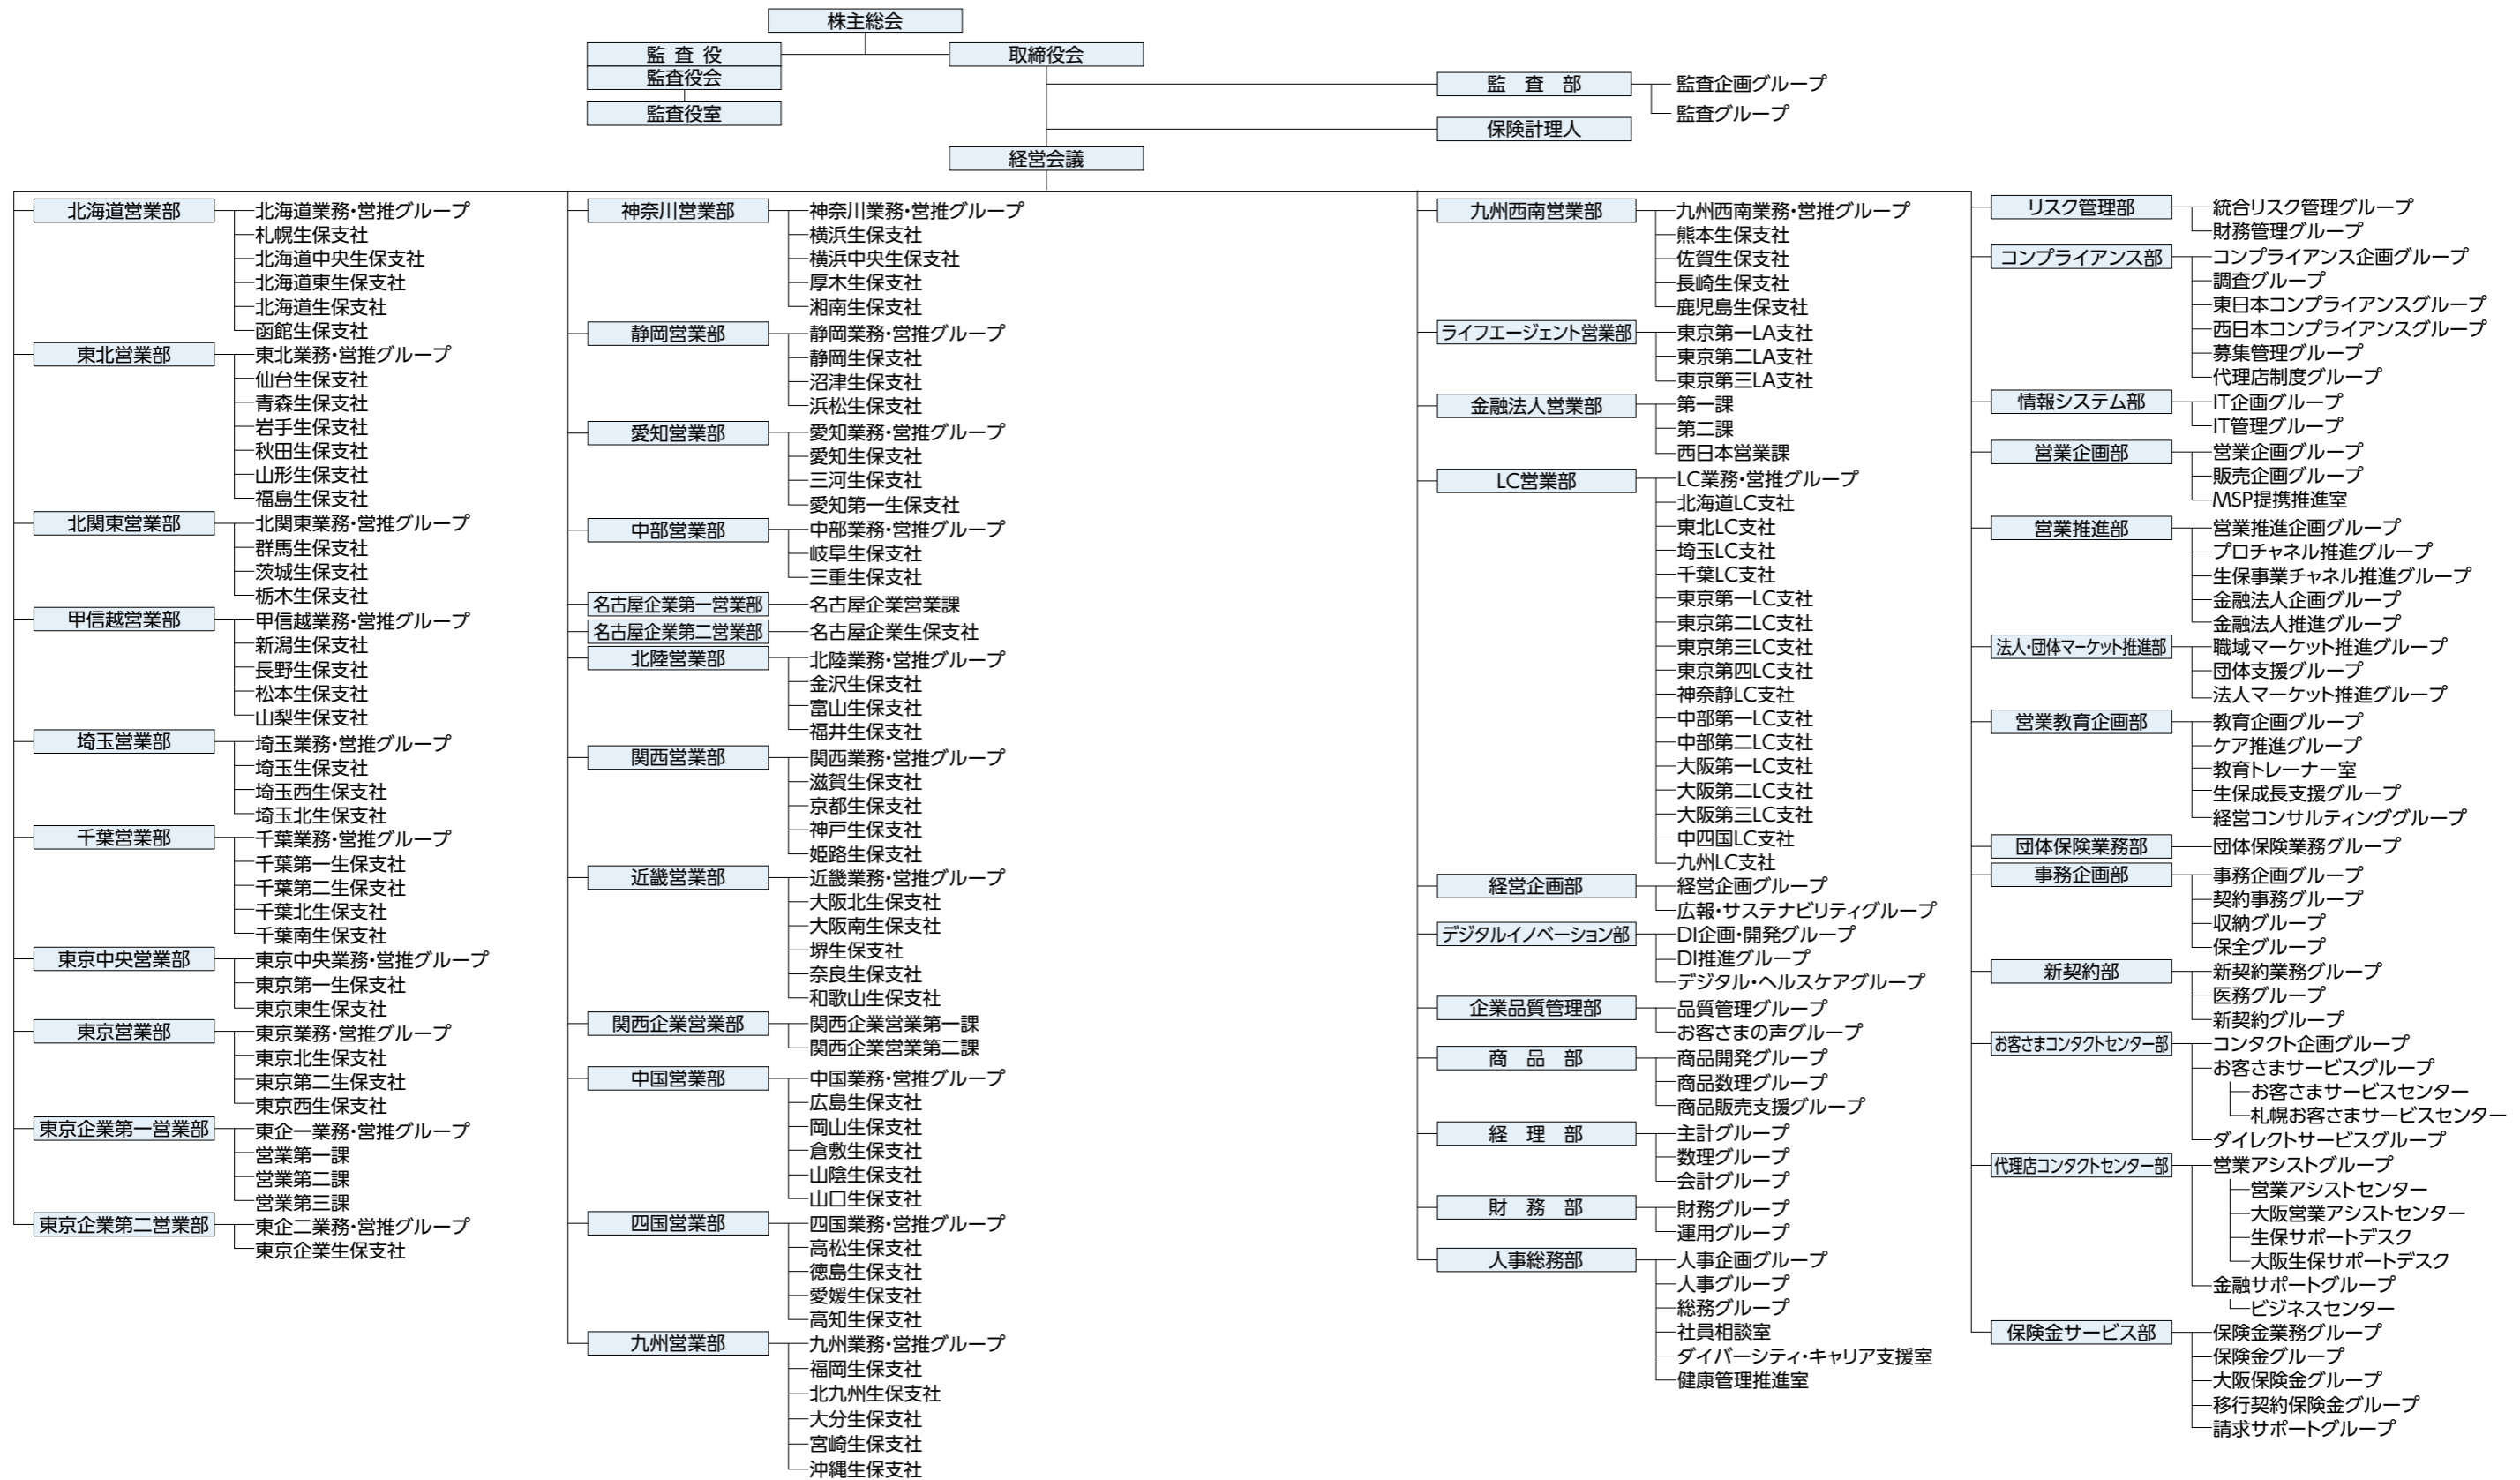 株主総会
監査役
取締役会
監査役会
監査役室
監査部
監査企画グループ
監査グループ
保険計理人
経営会議
北海道営業部
北海道業務・営推グループ
札幌生保支社
北海道中央生保支社
北海道東生保支社
北海道生保支社
函館生保支社
東北営業部
東北業務・営推グループ
仙台生保支社
青森生保支社
岩手生保支社
秋田生保支社
山形生保支社
福島生保支社
北関東営業部
北関東業務・営推グループ
群馬生保支社
茨城生保支社
栃木生保支社
甲信越営業部
甲信越業務・営推グループ
新潟生保支社
長野生保支社
松本生保支社
山梨生保支社
埼玉営業部
埼玉業務・営推グループ
埼玉生保支社
埼玉西生保支社
埼玉北生保支社
千葉営業部
千葉業務・営推グループ
千葉第一生保支社
千葉第二生保支社
千葉北生保支社
千葉南生保支社
東京中央営業部
東京中央業務・営推グループ
東京第一生保支社
東京東生保支社
東京営業部
東京業務・営推グループ
東京北生保支社
東京第二生保支社
東京西生保支社
東京企業第一営業部
東企一業務・営推グループ
営業第一課
営業第二課
営業第三課
東京企業第二営業部
東企二業務・営推グループ
東京企業生保支社
神奈川営業部
神奈川業務・営推グループ
横浜生保支社
横浜中央生保支社
厚木生保支社
湘南生保支社
静岡営業部
静岡業務・営推グループ
静岡生保支社
沼津生保支社
浜松生保支社
愛知営業部
愛知業務・営推グループ
愛知生保支社
三河生保支社
愛知第一生保支社
中部営業部
中部業務・営推グループ
岐阜生保支社
三重生保支社
名古屋企業第一営業部
名古屋企業営業課
名古屋企業第二営業部
名古屋企業生保支社
北陸営業部
北陸業務・営推グループ
金沢生保支社
富山生保支社
福井生保支社
関西営業部
関西業務・営推グループ
滋賀生保支社
京都生保支社
神戸生保支社
姫路生保支社
近畿営業部
近畿業務・営推グループ
大阪北生保支社
大阪南生保支社
堺生保支社
奈良生保支社
和歌山生保支社
関西企業営業部
関西企業営業第一課
関西企業営業第二課
中国営業部
中国業務・営推グループ
広島生保支社
岡山生保支社
倉敷生保支社
山陰生保支社
山口生保支社
四国営業部
四国業務・営推グループ
高松生保支社
徳島生保支社
愛媛生保支社
高知生保支社
九州営業部
九州業務・営推グループ
福岡生保支社
北九州生保支社
大分生保支社
宮崎生保支社
沖縄生保支社
九州西南営業部
九州西南業務・営推グループ
熊本生保支社
佐賀生保支社
長崎生保支社
鹿児島生保支社
ライフエージェント営業部
東京第一LA支社
東京第二LA支社
東京第三LA支社
金融法人営業部
第一課
第二課
西日本営業課
LC営業部
LC業務・営推グループ
北海道LC支社
東北LC支社
埼玉LC支社
千葉LC支社
東京第一LC支社
東京第二LC支社
東京第三LC支社
東京第四LC支社
神奈静LC支社
中部第一LC支社
中部第二LC支社
大阪第一LC支社
大阪第二LC支社
大阪第三LC支社
中四国LC支社
九州LC支社
経営企画部
経営企画グループ
広報・サステナビリティグループ
デジタルイノベーション部
DI企画・開発グループ
DI推進グループ
デジタル・ヘルスケアグループ
企業品質管理部
品質管理グループ
お客さまの声グループ
商品部
商品開発グループ
商品数理グループ
商品販売支援グループ
経理部
主計グループ
数理グループ
会計グループ
財務部
財務グループ
運用グループ
人事総務部
人事企画グループ
人事グループ
総務グループ
社員相談室
ダイバーシティ・キャリア支援室
健康管理推進室
リスク管理部
統合リスク管理グループ
財務管理グループ
コンプライアンス部
コンプライアンス企画グループ
調査グループ
東日本コンプライアンスグループ
西日本コンプライアンスグループ
募集管理グループ
代理店制度グループ
情報システム部
IT企画グループ
IT管理グループ
営業企画部
営業企画グループ
販売企画グループ
MSP提携推進室
営業推進部
営業推進企画グループ
プロチャネル推進グループ
生保事業チャネル推進グループ
金融法人企画グループ
金融法人推進グループ
法人・団体マーケット推進部
職域マーケット推進グループ
団体支援グループ
法人マーケット推進グループ
営業教育企画部
教育企画グループ
ケア推進グループ
教育トレーナー室
生保成長支援グループ
経営コンサルティンググループ
団体保険業務部
団体保険業務グループ
事務企画部
事務企画グループ
契約事務グループ
収納グループ
保全グループ
新契約部
新契約業務グループ
医務グループ
新契約グループ
お客さまコンタクトセンター部
コンタクト企画グループ
お客さまサービスグループ
お客さまサービスセンター
札幌お客さまサービスセンター
ダイレクトサービスグループ
代理店コンタクトセンター部
営業アシストグループ
営業アシストセンター
大阪営業アシストセンター
生保サポートデスク
大阪生保サポートデスク
金融サポートグループ
ビジネスセンター
保険金サービス部
保険金業務グループ
保険金グループ
大阪保険金グループ
移行契約保険金グループ
請求サポートグループ